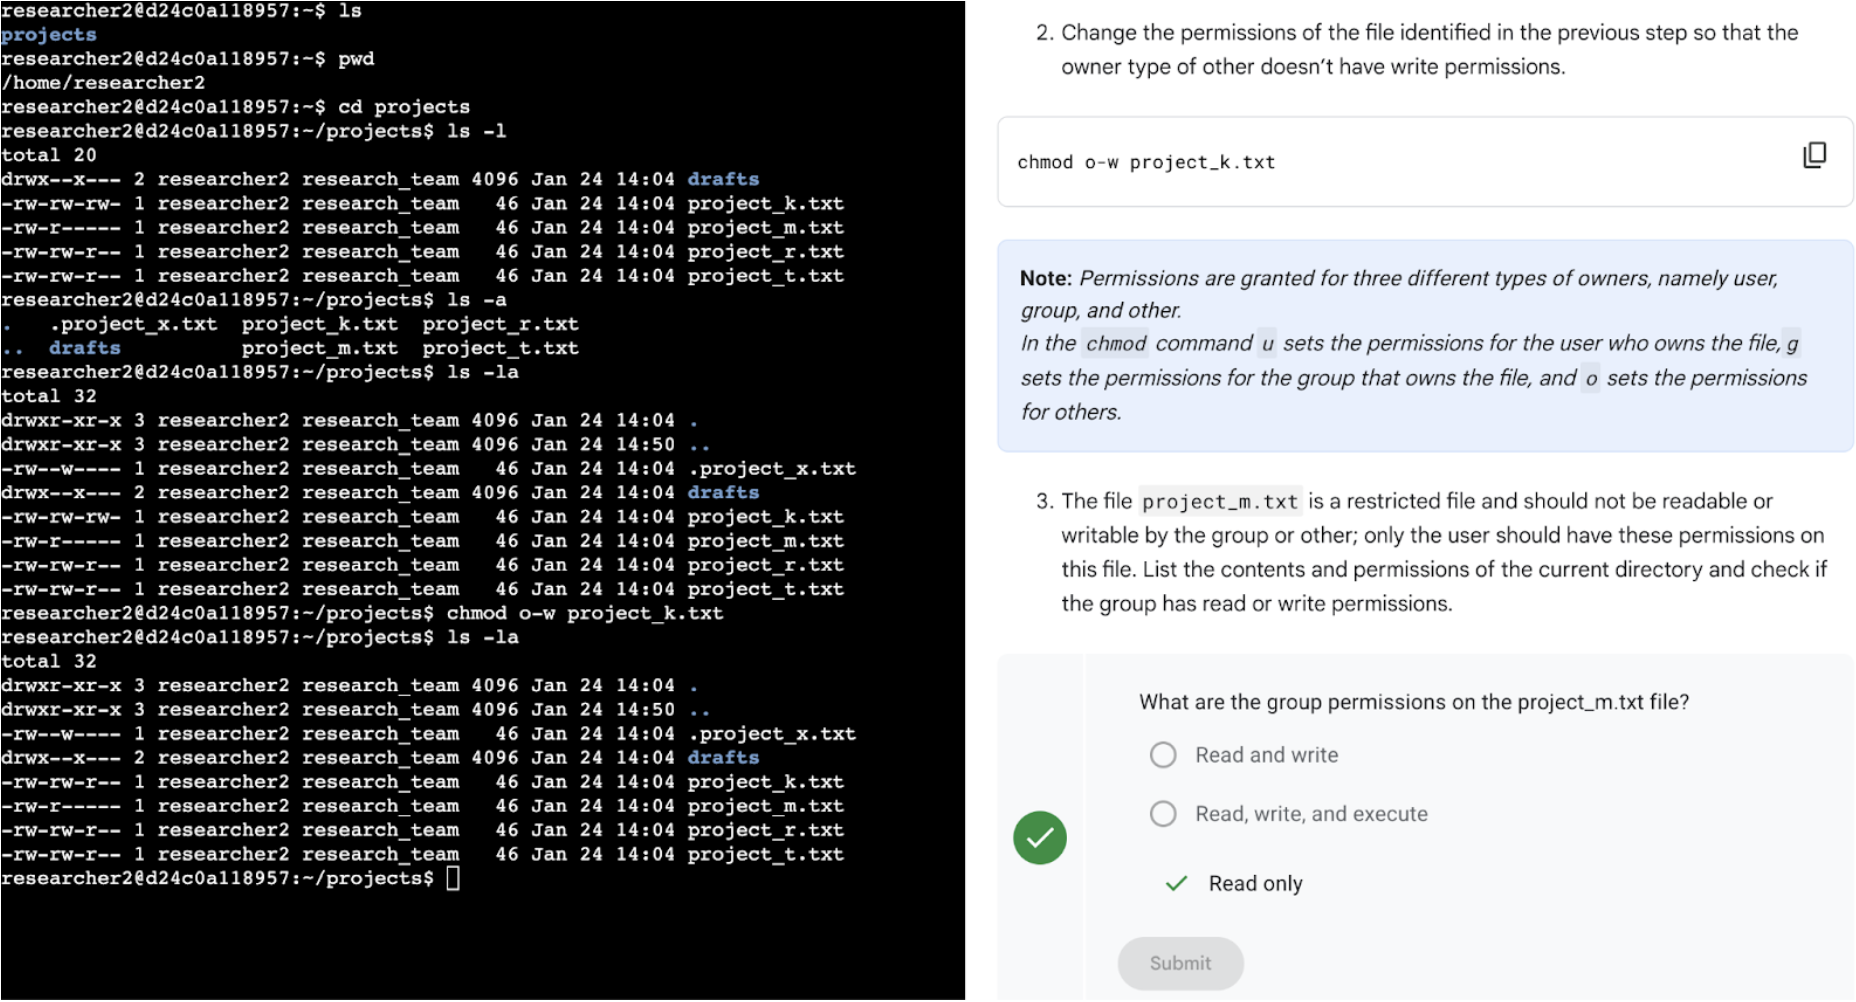 researcher2@d24c0a118957:~$ ls
projects
researcher2@d24c0a118957:~$ pwd
/home/researcher2
researcher2@d24c0a118957:~$ cd projects
researcher2@d24c0a118957:~/projects$ ls -l
total 20
drwx--x--- 2 researcher2 research_team 4096 Jan 24 14:04 drafts
-rw-rw-rw- 1 researcher2 research_team   46 Jan 24 14:04 project_k.txt
-rw-r----- 1 researcher2 research_team   46 Jan 24 14:04 project_m.txt
-rw-rw-r-- 1 researcher2 research_team   46 Jan 24 14:04 project_r.txt
-rw-rw-r-- 1 researcher2 research_team   46 Jan 24 14:04 project_t.txt
researcher2@d24c0a118957:~/projects$ ls -a
.   .project_x.txt  project_k.txt  project_r.txt
..  drafts          project_m.txt  project_t.txt
researcher2@d24c0a118957:~/projects$ ls -la
total 32
drwxr-xr-x 3 researcher2 research_team 4096 Jan 24 14:04 .
drwxr-xr-x 3 researcher2 research_team 4096 Jan 24 14:50 ..
-rw--w---- 1 researcher2 research_team   46 Jan 24 14:04 .project_x.txt
drwx--x--- 2 researcher2 research_team 4096 Jan 24 14:04 drafts
-rw-rw-rw- 1 researcher2 research_team   46 Jan 24 14:04 project_k.txt
-rw-r----- 1 researcher2 research_team   46 Jan 24 14:04 project_m.txt
-rw-rw-r-- 1 researcher2 research_team   46 Jan 24 14:04 project_r.txt
-rw-rw-r-- 1 researcher2 research_team   46 Jan 24 14:04 project_t.txt
researcher2@d24c0a118957:~/projects$ chmod o-w project_k.txt
researcher2@d24c0a118957:~/projects$ ls -la
total 32
drwxr-xr-x 3 researcher2 research_team 4096 Jan 24 14:04 .
drwxr-xr-x 3 researcher2 research_team 4096 Jan 24 14:50 ..
-rw--w---- 1 researcher2 research_team   46 Jan 24 14:04 .project_x.txt
drwx--x--- 2 researcher2 research_team 4096 Jan 24 14:04 drafts
-rw-rw-r-- 1 researcher2 research_team   46 Jan 24 14:04 project_k.txt
-rw-r----- 1 researcher2 research_team   46 Jan 24 14:04 project_m.txt
-rw-rw-r-- 1 researcher2 research_team   46 Jan 24 14:04 project_r.txt
-rw-rw-r-- 1 researcher2 research_team   46 Jan 24 14:04 project_t.txt
researcher2@d24c0a118957:~/projects$
2. Change the permissions of the file identified in the previous step so that the
owner type of other doesn’t have write permissions.
chmod o-w project_k.txt
Note: Permissions are granted for three different types of owners, namely user,
group, and other.
In the chmod command u sets the permissions for the user who owns the file, g
sets the permissions for the group that owns the file, and o sets the permissions
for others.
3. The file project_m.txt is a restricted file and should not be readable or
writable by the group or other; only the user should have these permissions on
this file. List the contents and permissions of the current directory and check if
the group has read or write permissions.
What are the group permissions on the project_m.txt file?
Read and write
Read, write, and execute
Read only
Submit